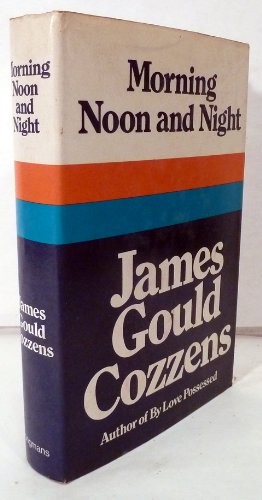 Morning
Noon
and
Night
James
Gould
Cozzens
Morning
Noon and Night
James
Gould
Cozzens
Author of By Love Possessed